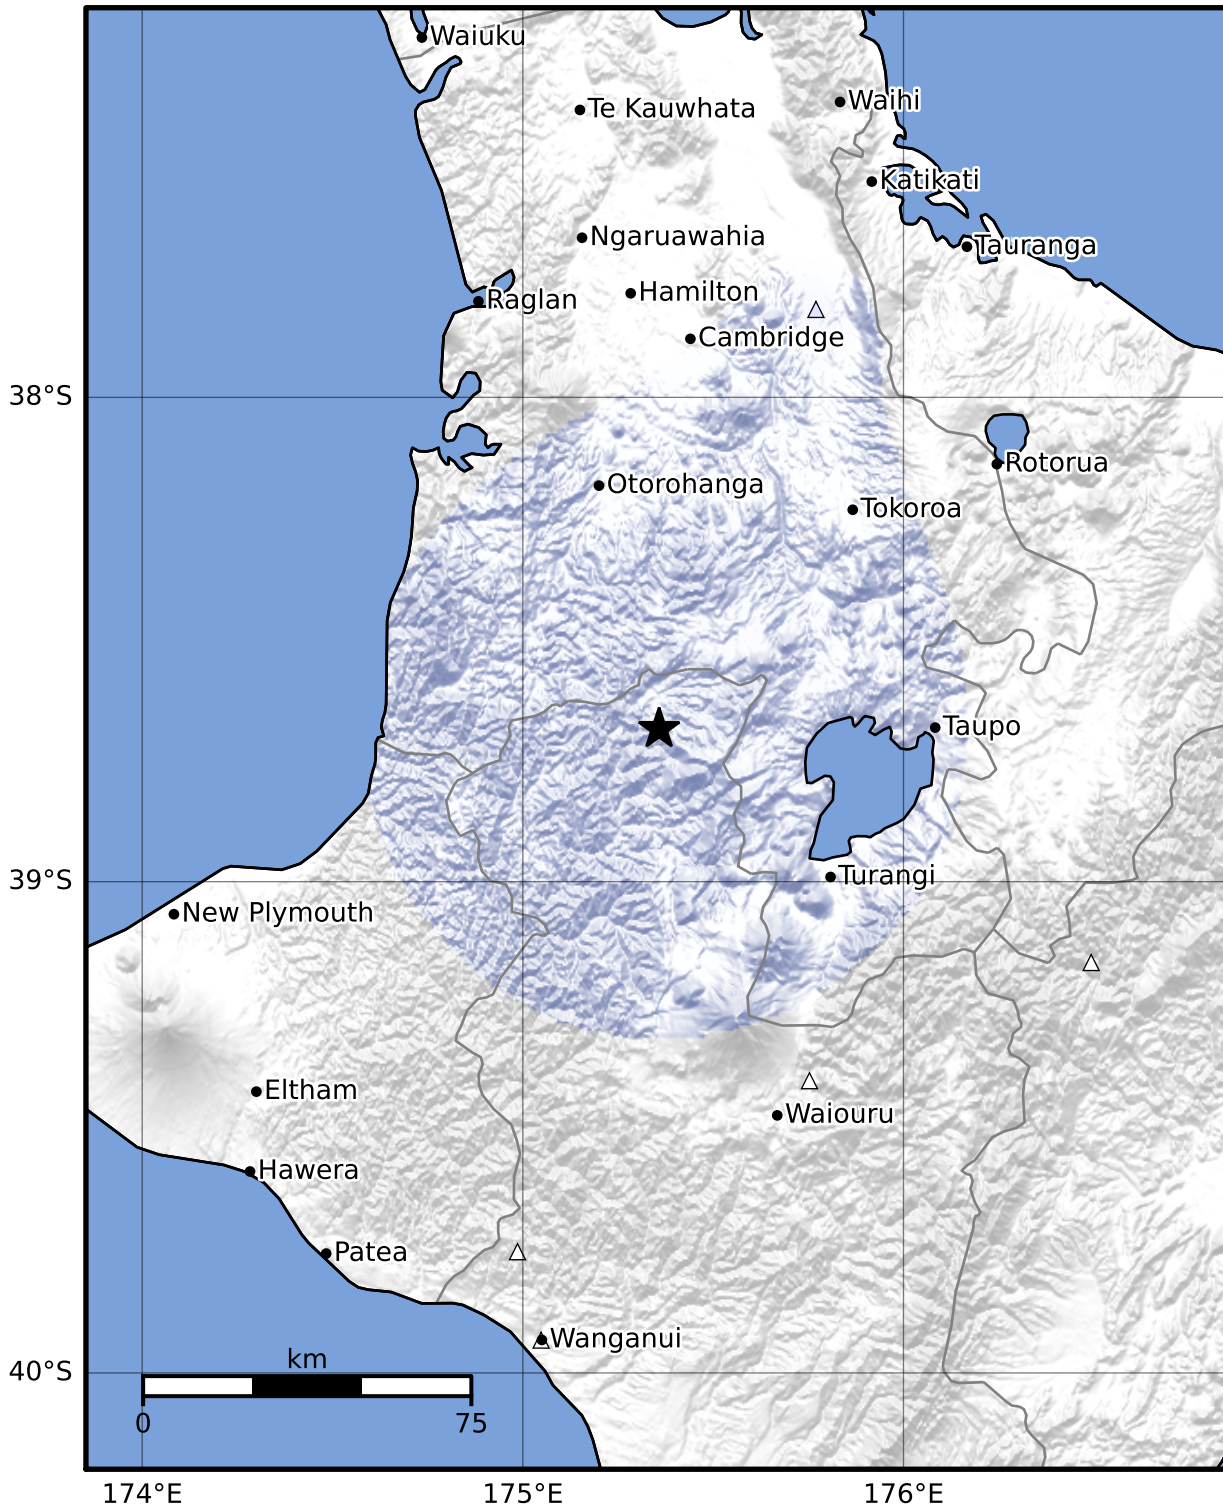 Waiuku
Te Kauwhata
Waihi
Katikati
Ngaruawahia
Tauranga
Raglan
Hamilton
Cambridge
38°S
Rotorua
Otorohanga
Tokoroa
Taupo
39°S
Turangi
New Plymouth
Eltham
Waiouru
Hawera
Patea
Wanganui
km
40°S
0
75
174°E
175°E
176°E